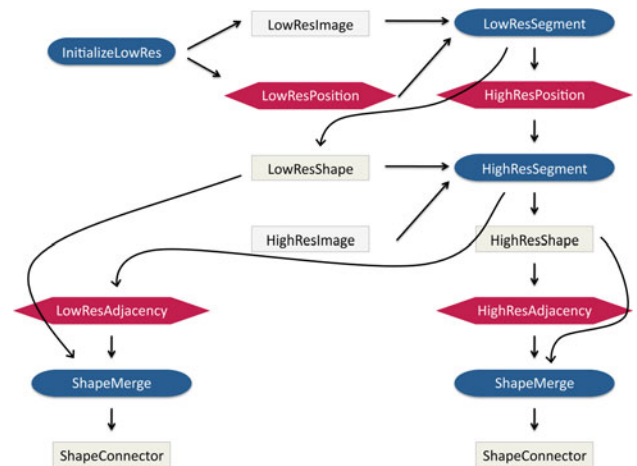 LowResImage
LowResSegment
InitializeLowRes
LowResPosition
HighResPosition
LowResShape
HighResSegment
HighResImage
HighResShape
LowResAdjacency
HighResAdjacency
ShapeMerge
ShapeMerge
ShapeConnector
ShapeConnector